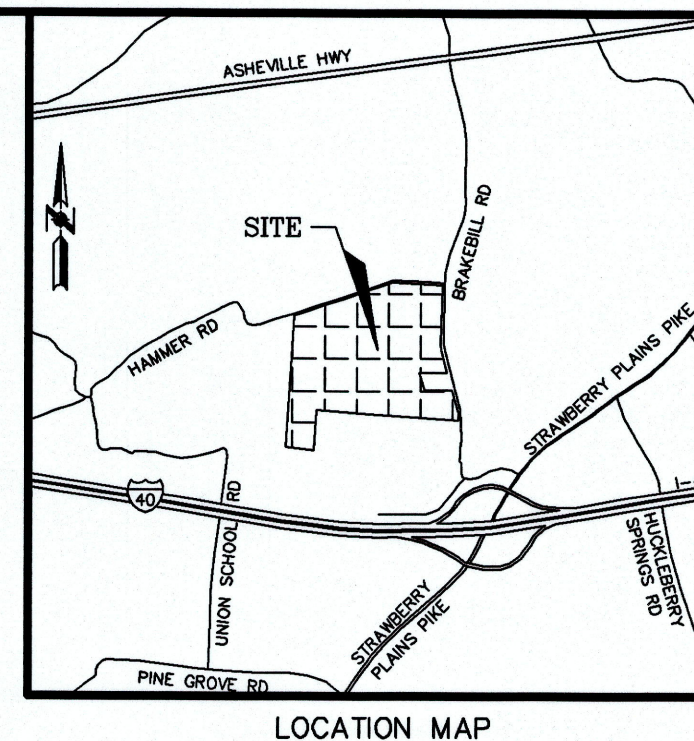 ASHEVILLE HWY
BRAKEBILL RD
SITE
HAMMER RD
STRAWBERRY PLAINS PIKE
40
UNION SCHOOL RD
HUCKLEBERRY
SPRINGS RD
STRAWBERRY
PLAINS PIKE
PINE GROVE RD
LOCATION MAP